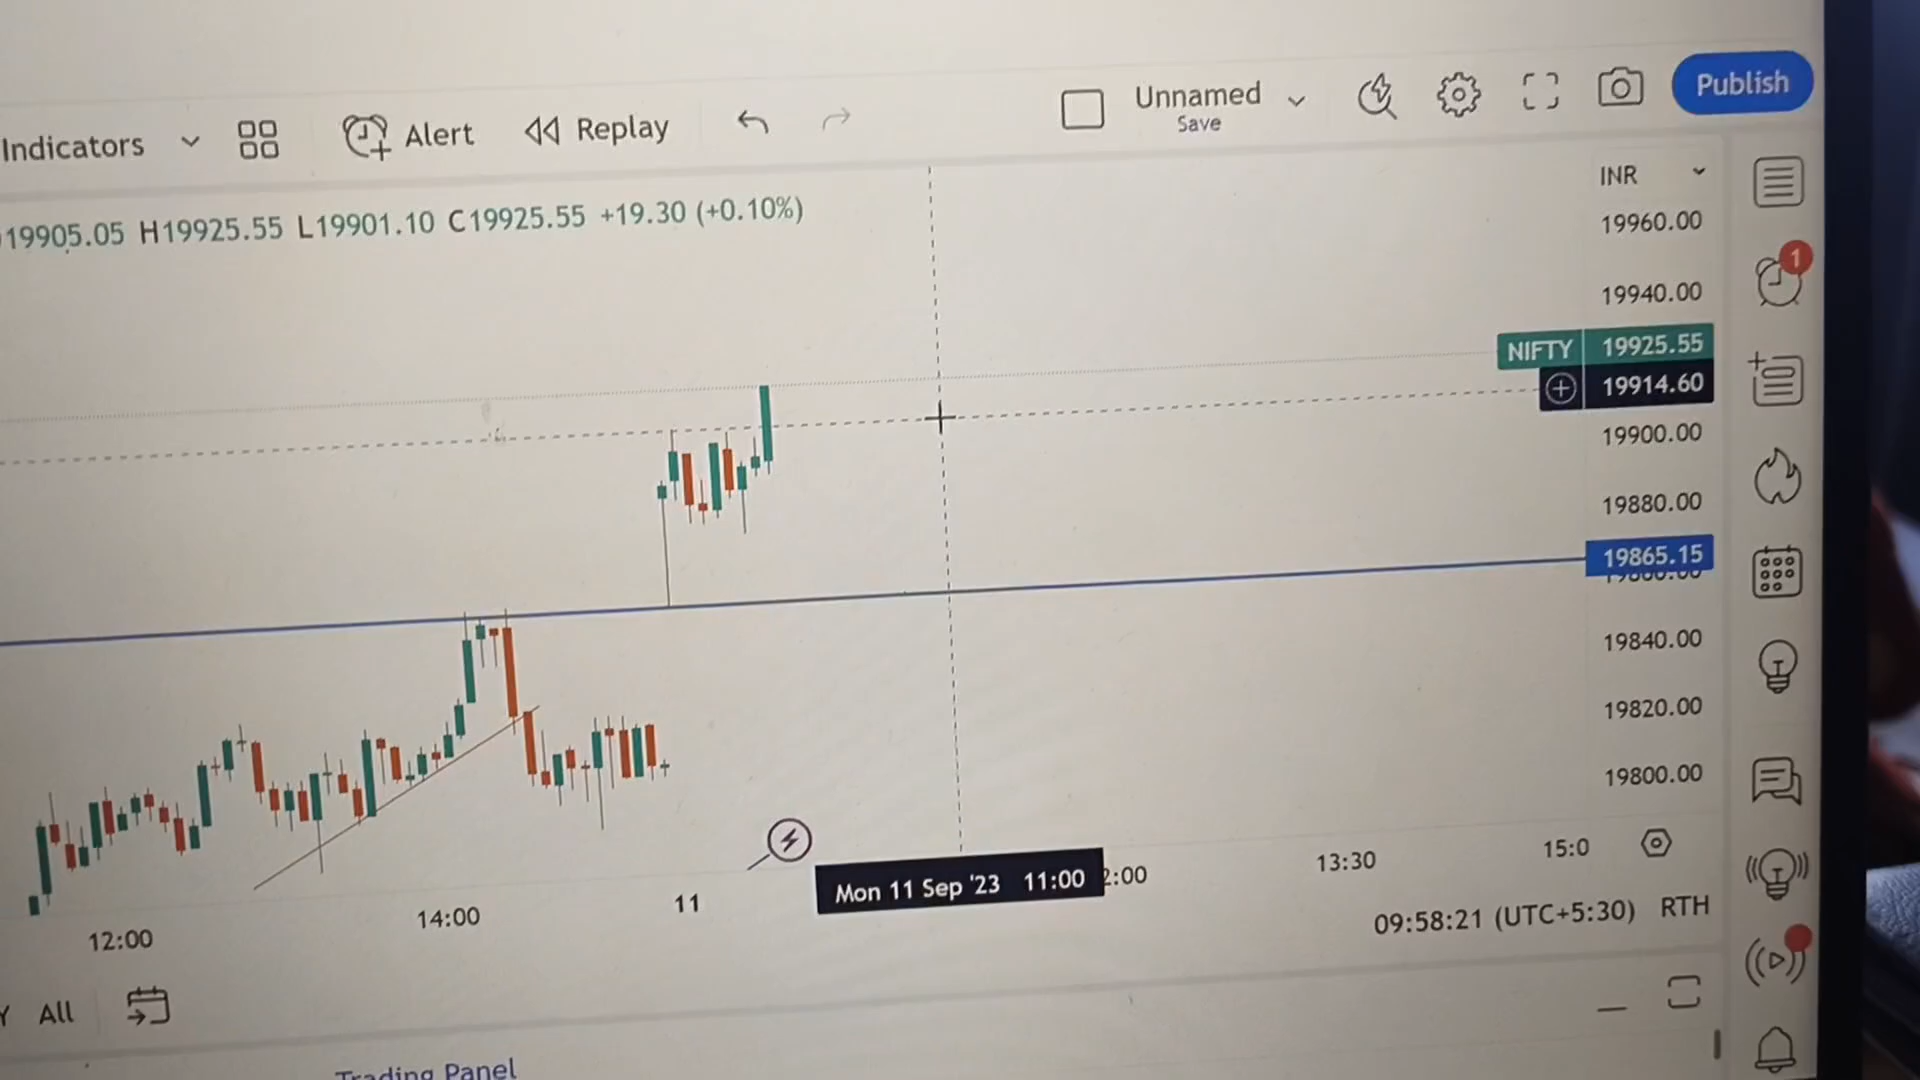 Indicators
Alert
Replay
Unnamed
Save
Publish
19905.05 H19925.55 L19901.10 C19925.55 +19.30 (+0.10%)
INR
19960.00
19940.00
NIFTY 19925.55
19914.60
19900.00
19880.00
19865.15
19840.00
19820.00
19800.00
1
12:00
14:00
11
Mon 11 Sep '23 11:00
2:00
13:30
15:0
09:58:21 (UTC+5:30) RTH
Y All
Trading Panel